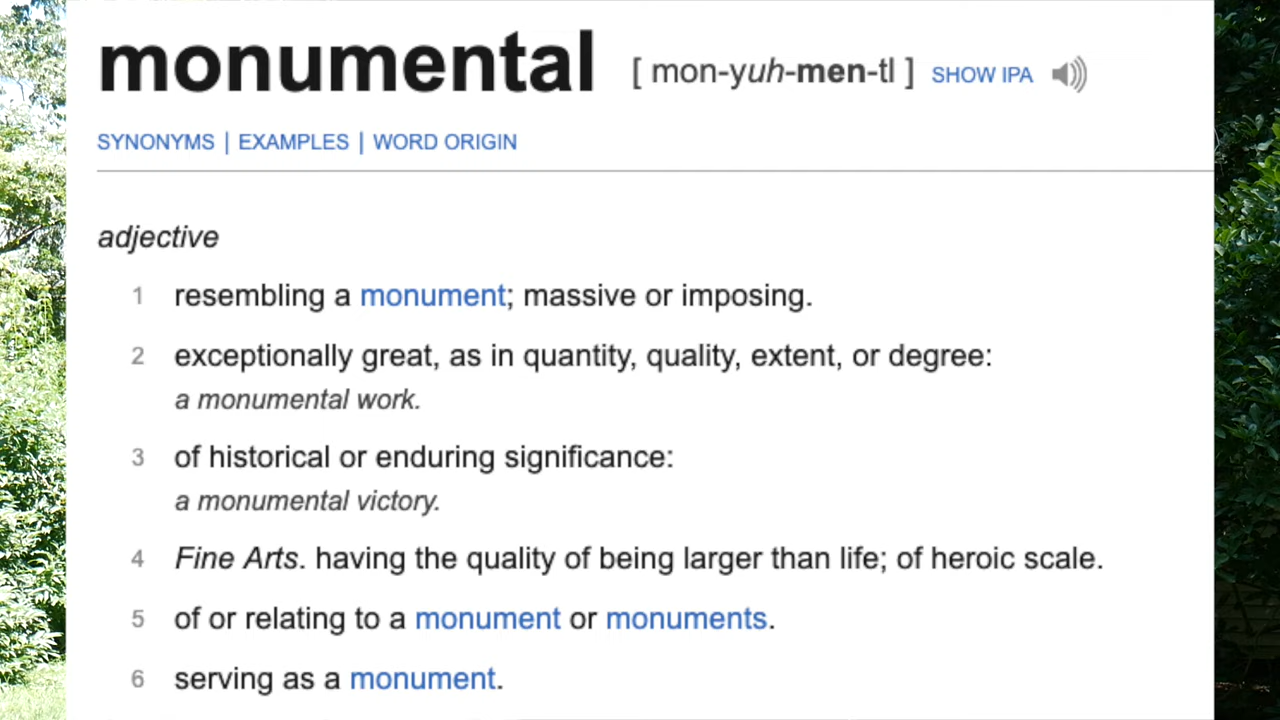 monumental [ mon-yuh-men-tl ] SHOW IPA
SYNONYMS | EXAMPLES | WORD ORIGIN
adjective
1 resembling a monument; massive or imposing.
2 exceptionally great, as in quantity, quality, extent, or degree:
a monumental work.
3 of historical or enduring significance:
a monumental victory.
4 Fine Arts. having the quality of being larger than life; of heroic scale.
5 of or relating to a monument or monuments.
6 serving as a monument.